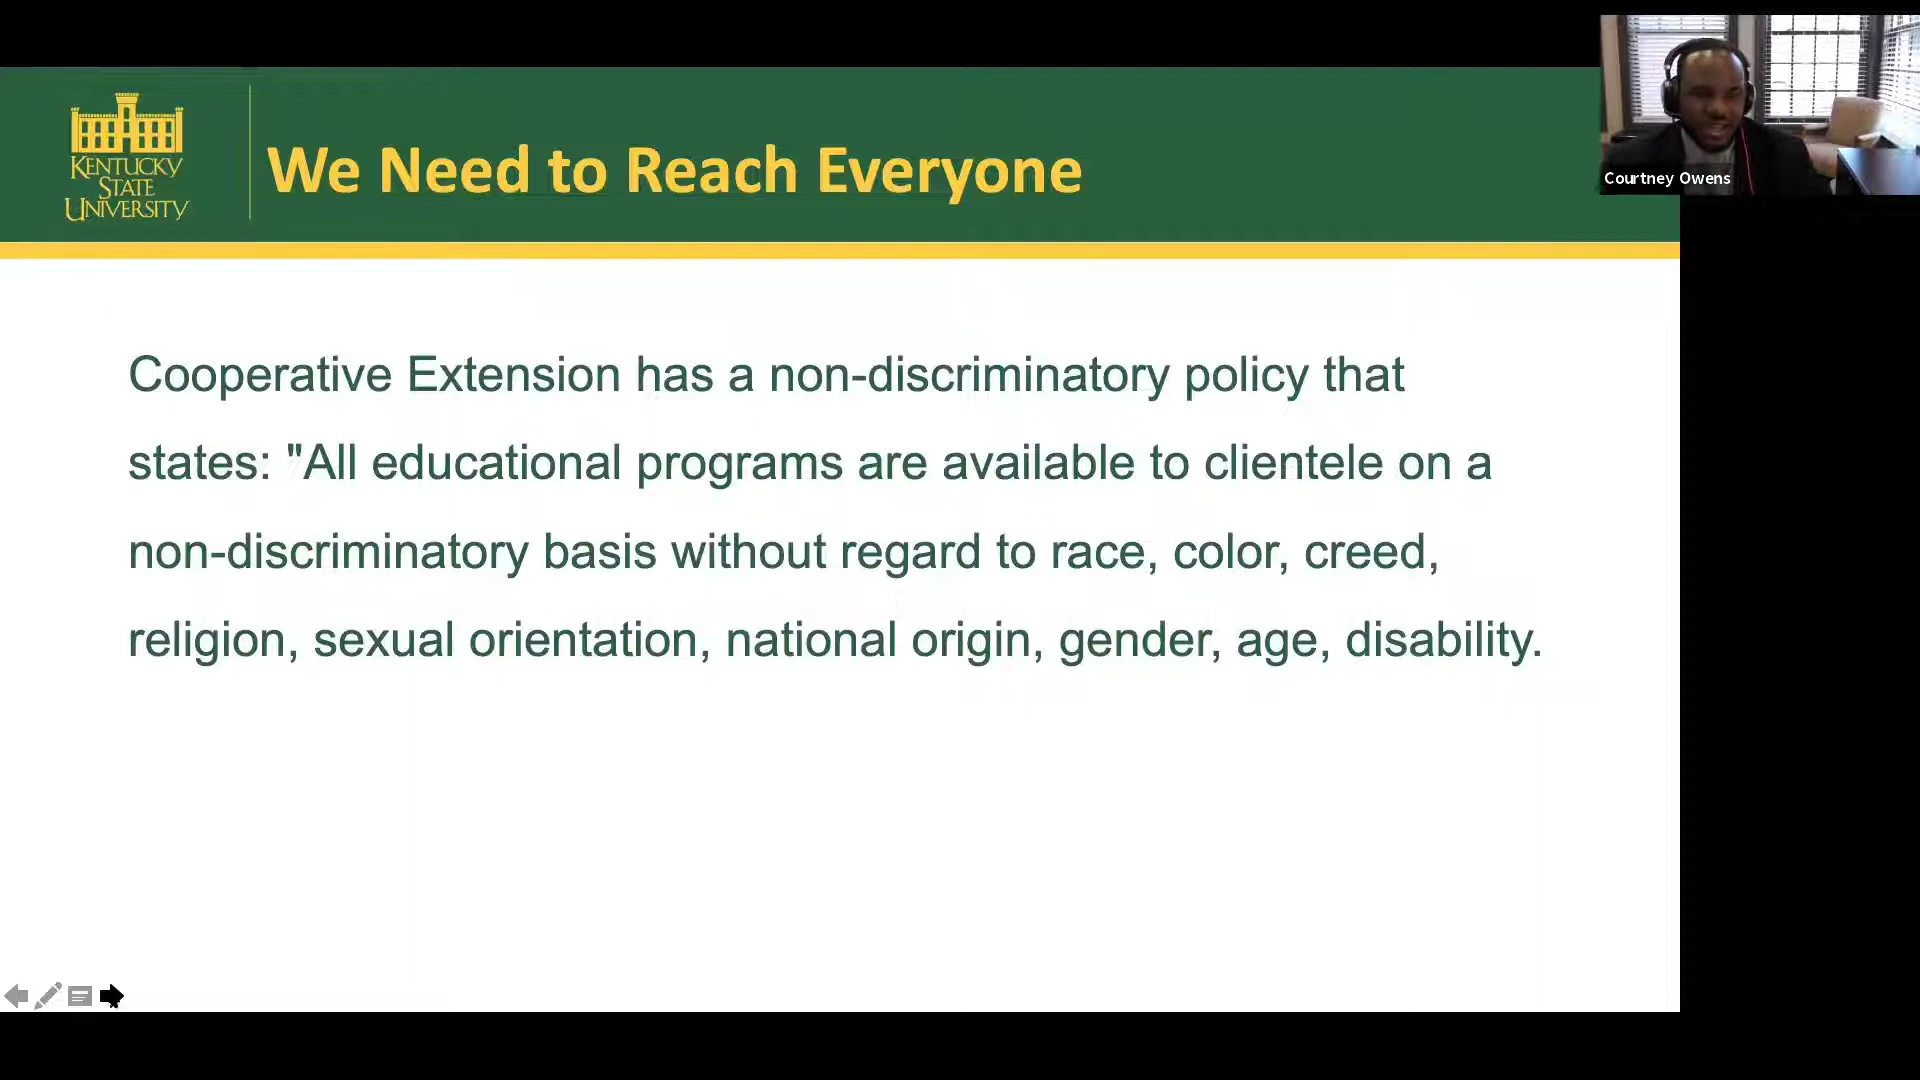 KENTUCKY
STATE
UNIVERSITY
We Need to Reach Everyone
Courtney Owens
Cooperative Extension has a non-discriminatory policy that
states: "All educational programs are available to clientele on a
non-discriminatory basis without regard to race, color, creed,
religion, sexual orientation, national origin, gender, age, disability.